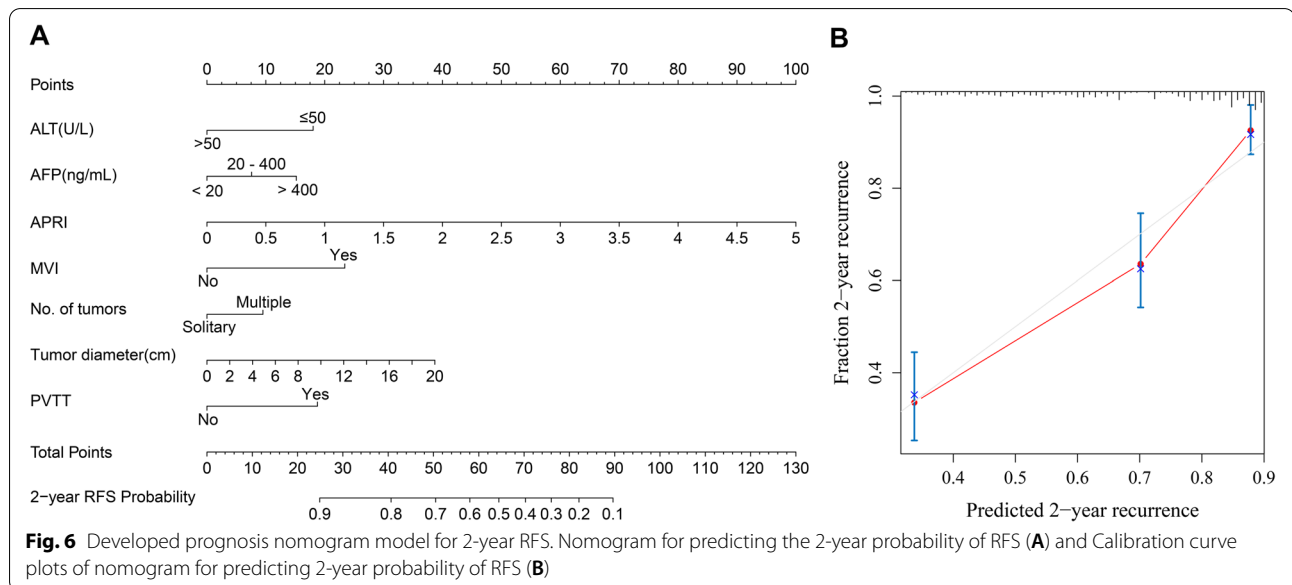 A
Points
0 10 20 30 40 50 60 70 80 90 100
ALT(U/L)
≤50
>50
AFP(ng/mL)
20 - 400
< 20 > 400
APRI
0 0.5 1 1.5 2 2.5 3 3.5 4 4.5 5
MVI
Yes
No
No. of tumors
Multiple
Solitary
Tumor diameter(cm)
0 2 4 6 8 12 16 20
PVTT
Yes
No
Total Points
0 10 20 30 40 50 60 70 80 90 100 110 120 130
2−year RFS Probability
0.9 0.8 0.7 0.6 0.5 0.4 0.3 0.2 0.1
B
Fraction 2−year recurrence
1.0
0.8
0.6
0.4
0.4 0.5 0.6 0.7 0.8 0.9
Predicted 2−year recurrence
Fig. 6 Developed prognosis nomogram model for 2-year RFS. Nomogram for predicting the 2-year probability of RFS (A) and Calibration curve
plots of nomogram for predicting 2-year probability of RFS (B)